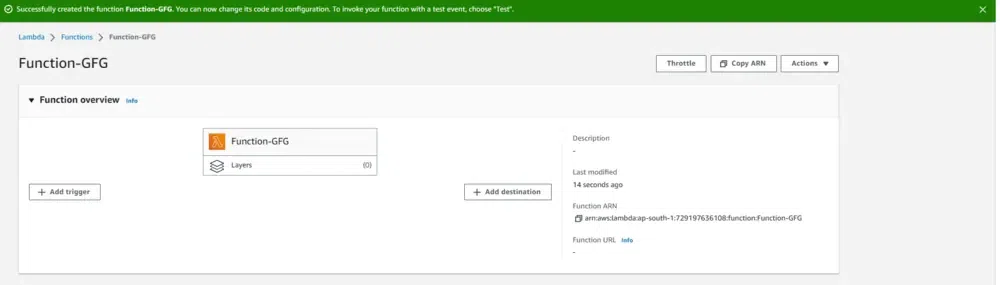 Successfully created the function Function-GFG. You can now change its code and configuration. To invoke your function with a test event, choose "Test".
Lambda > Functions > Function-GFG
Function-GFG
Throttle
Copy ARN
Actions
Function overview Info
Function-GFG
Layers (0)
+ Add trigger
+ Add destination
Description
-
Last modified
14 seconds ago
Function ARN
arn:aws:lambda:ap-south-1:729197636108:function:Function-GFG
Function URL Info
-